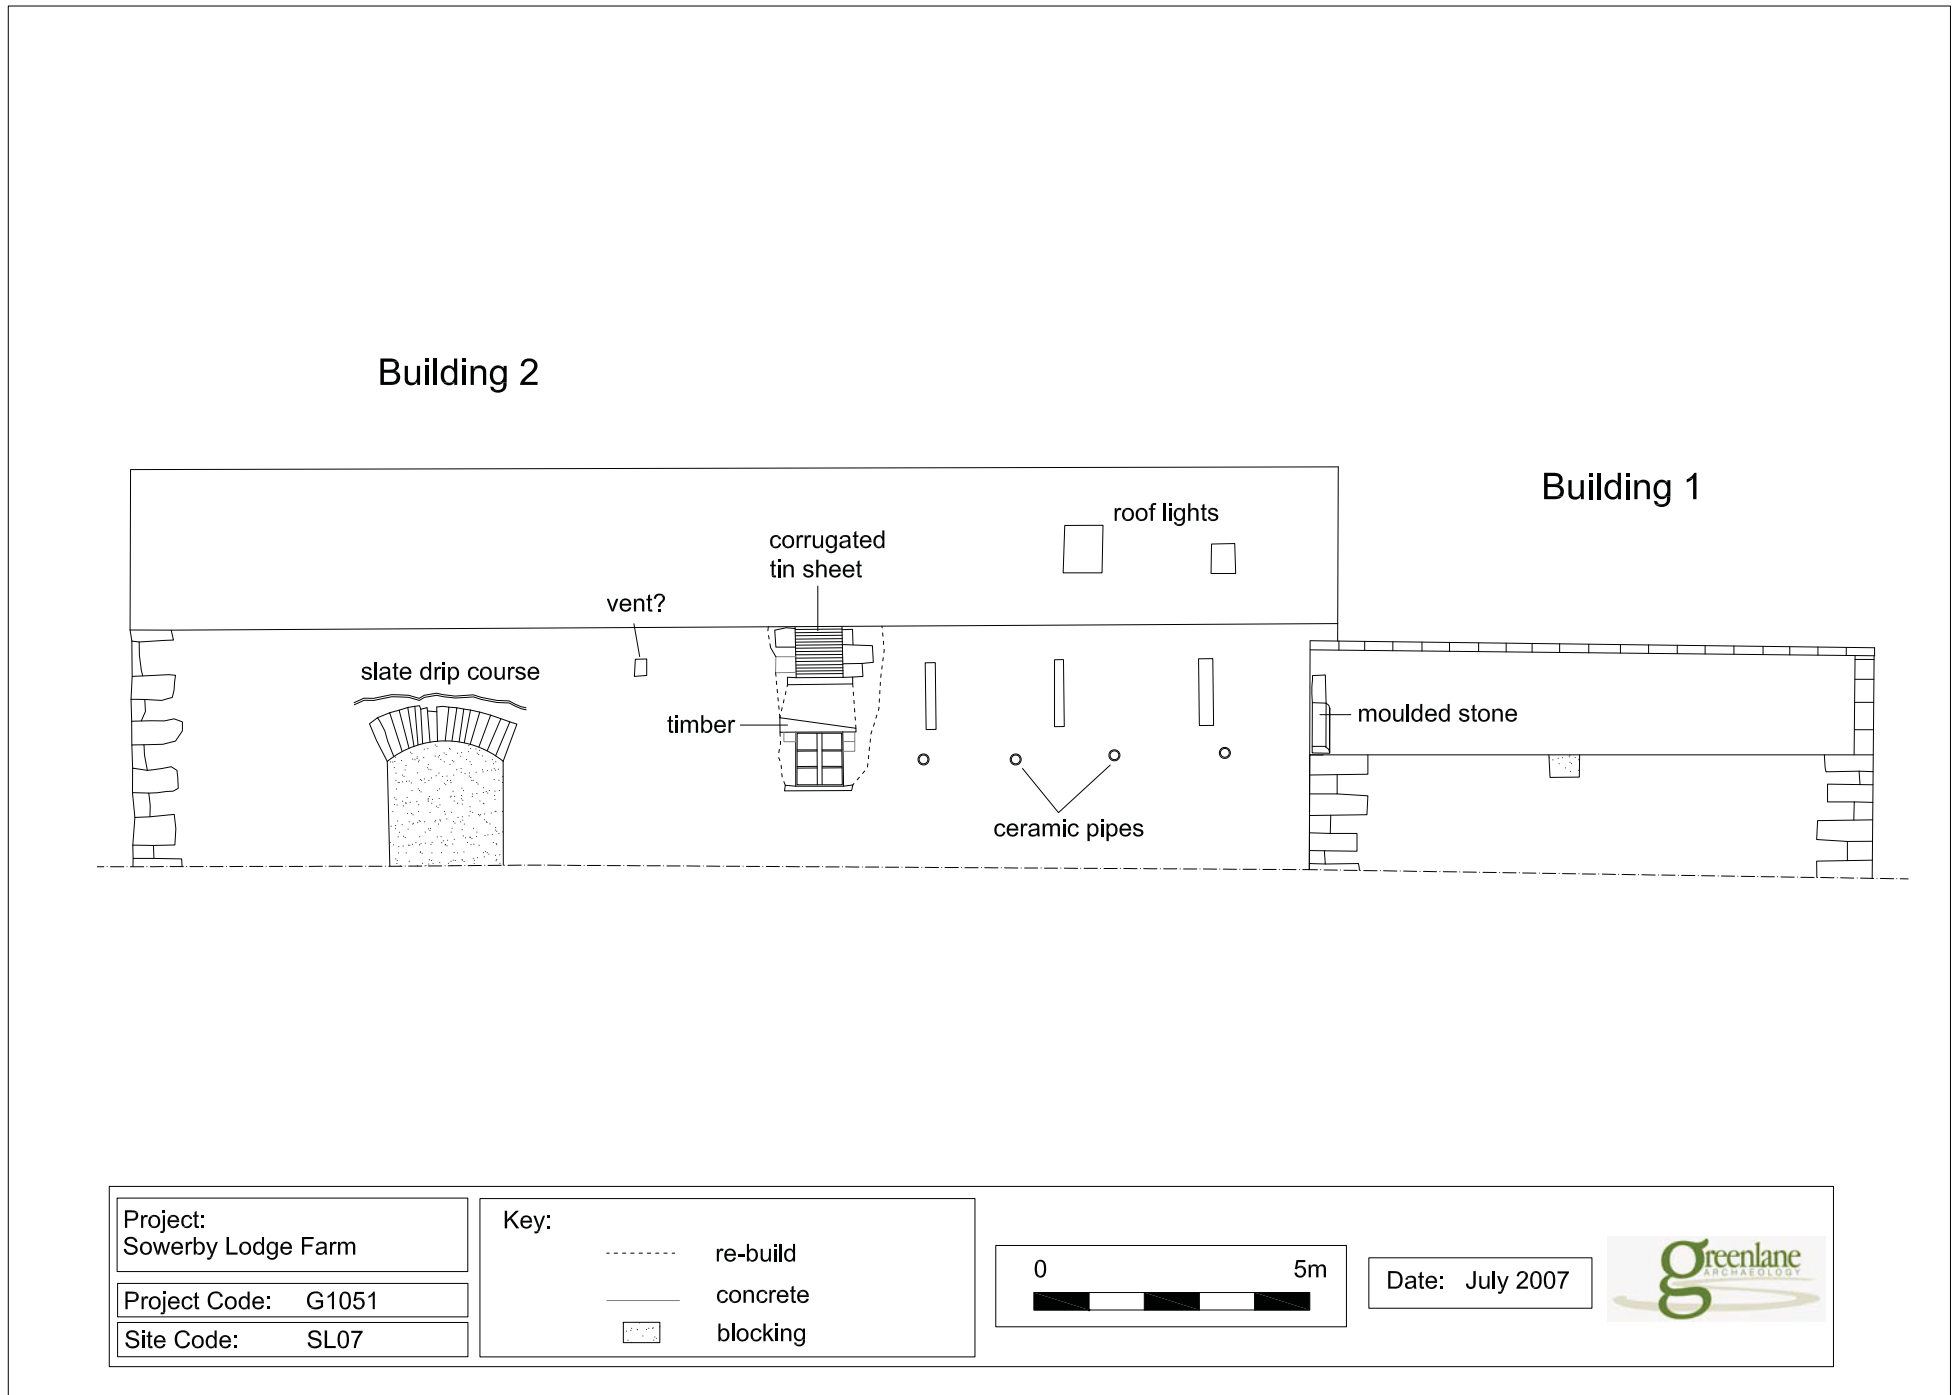 Building 2
Building 1
roof lights
corrugated
tin sheet
vent?
slate drip course
timber
moulded stone
ceramic pipes
Project:
Sowerby Lodge Farm
Project Code: G1051
Site Code: SL07
Key:
re-build
concrete
blocking
0 5m
Date: July 2007
greenlane
ARCHAEOLOGY